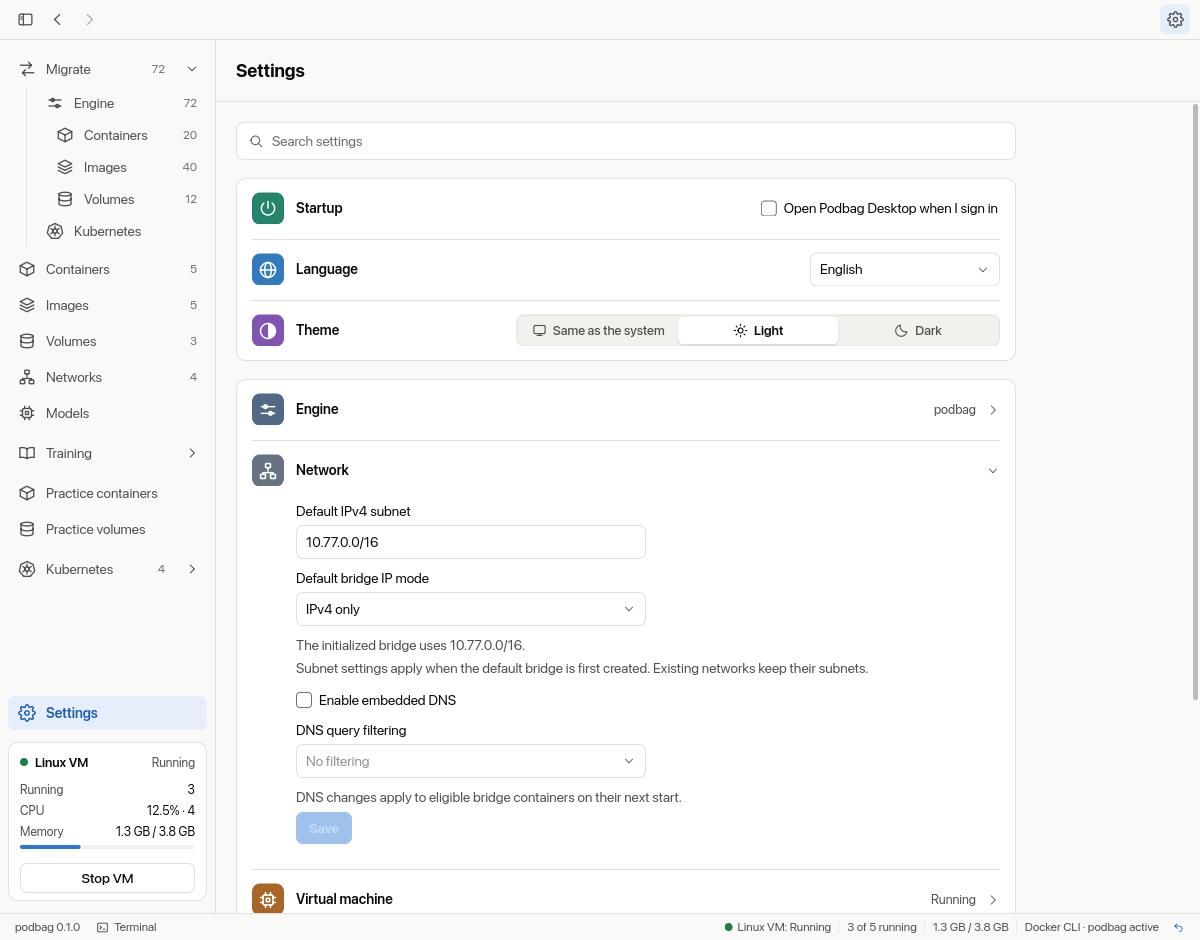 Migrate 72
Engine 72
Containers 20
Images 40
Volumes 12
Kubernetes
Containers 5
Images 5
Volumes 3
Networks 4
Models
Training
Practice containers
Practice volumes
Kubernetes 4
Settings
Linux VM Running
Running 3
CPU 12.5% · 4
Memory 1.3 GB / 3.8 GB
Stop VM
Settings
Search settings
Startup Open Podbag Desktop when I sign in
Language English
Theme Same as the system Light Dark
Engine podbag
Network
Default IPv4 subnet
10.77.0.0/16
Default bridge IP mode
IPv4 only
The initialized bridge uses 10.77.0.0/16.
Subnet settings apply when the default bridge is first created. Existing networks keep their subnets.
Enable embedded DNS
DNS query filtering
No filtering
DNS changes apply to eligible bridge containers on their next start.
Save
Virtual machine Running
podbag 0.1.0 Terminal Linux VM: Running 3 of 5 running 1.3 GB / 3.8 GB Docker CLI · podbag active